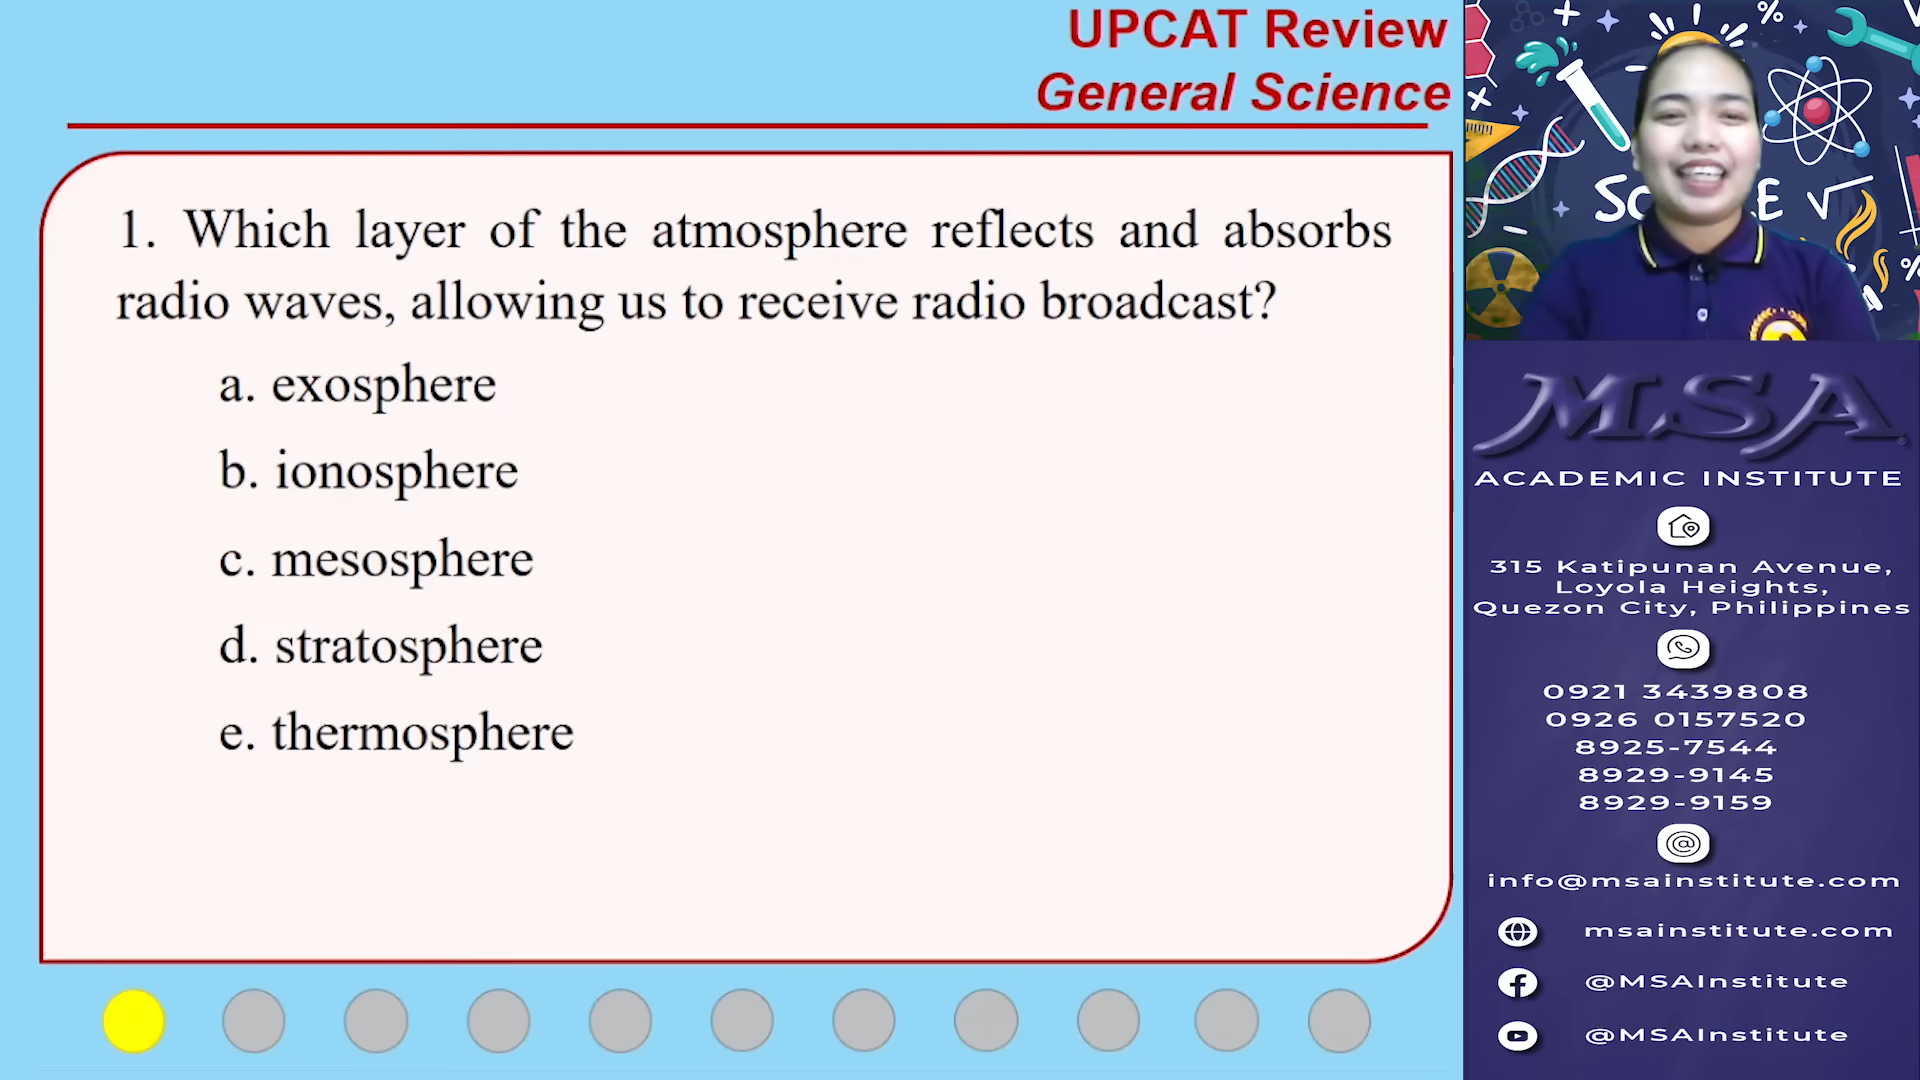 UPCAT Review
General Science
1. Which layer of the atmosphere reflects and absorbs
radio waves, allowing us to receive radio broadcast?
a. exosphere
b. ionosphere
c. mesosphere
d. stratosphere
e. thermosphere
MSA
ACADEMIC INSTITUTE
315 Katipunan Avenue,
Loyola Heights,
Quezon City, Philippines
0921 3439808
0926 0157520
8925-7544
8929-9145
8929-9159
info@msainstitute.com
msainstitute.com
@MSAInstitute
@MSAInstitute